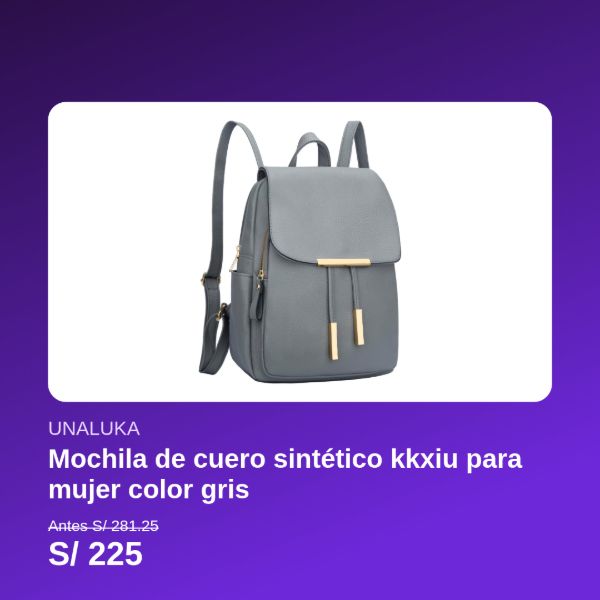 UNALUKA
Mochila de cuero sintético kkxiu para
mujer color gris
Antes S/ 281.25
S/ 225